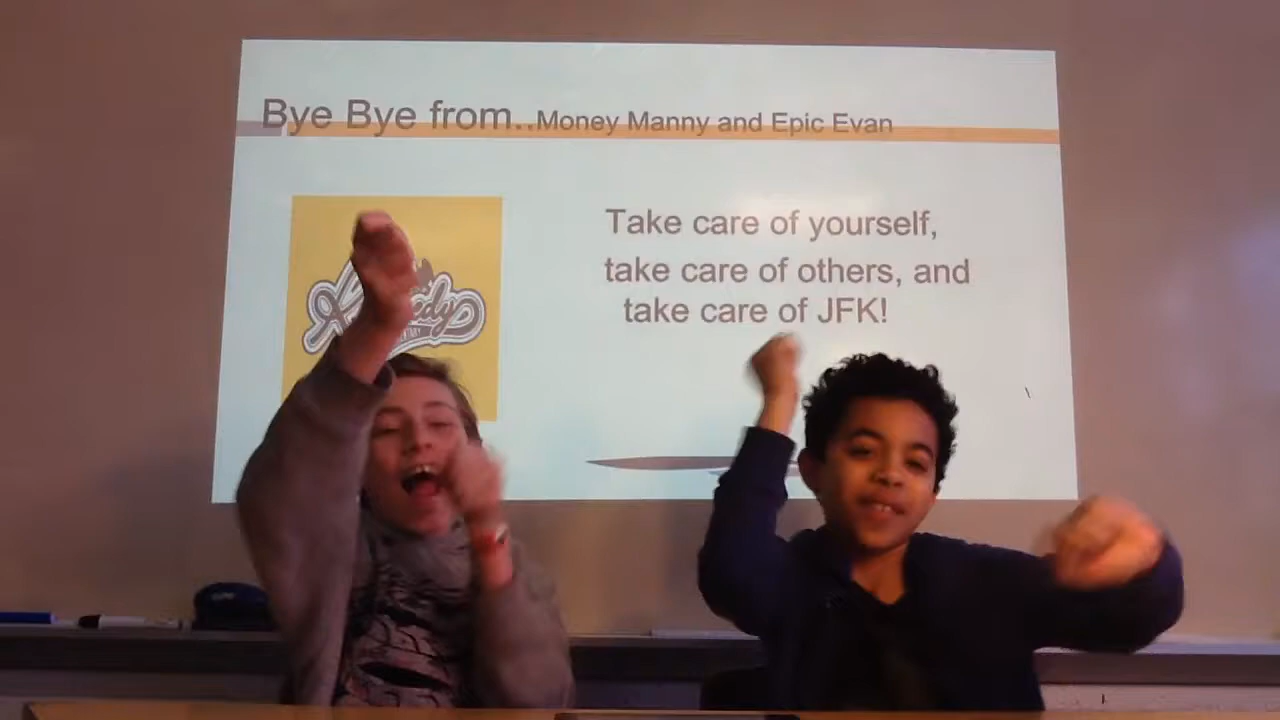 Bye Bye from..Money Manny and Epic Evan
Take care of yourself,
take care of others, and
take care of JFK!